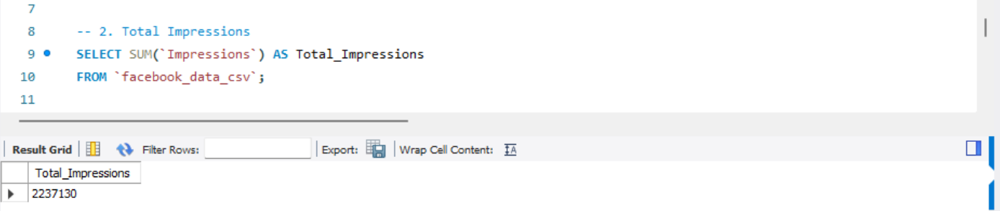 7
8 -- 2. Total Impressions
9 SELECT SUM(`Impressions`) AS Total_Impressions
10 FROM `facebook_data_csv`;
11
Result Grid Filter Rows: Export: Wrap Cell Content: IA
Total_Impressions
2237130